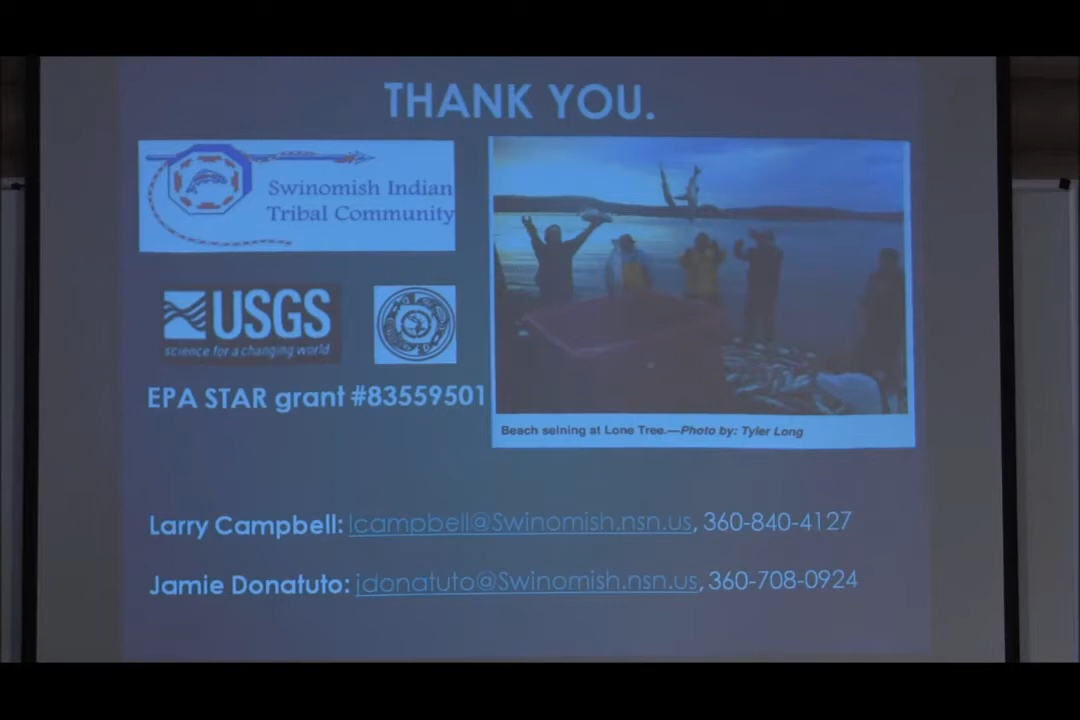 THANK YOU.
Swinomish Indian
Tribal Community
USGS
science for a changing world
EPA STAR grant #83559501
Beach seining at Lone Tree.—Photo by: Tyler Long
Larry Campbell: lcampbell@Swinomish.nsn.us, 360-840-4127
Jamie Donatuto: jdonatuto@Swinomish.nsn.us, 360-708-0924